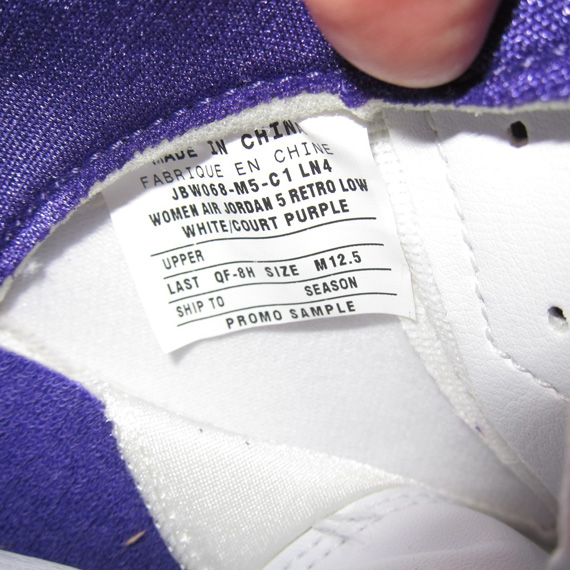 MADE IN CHINA
FABRIQUE EN CHINE
JBW068-M5-C1 LN4
WOMEN AIR JORDAN 5 RETRO LOW
WHITE/COURT PURPLE
UPPER
LAST QF-8H SIZE M12.5
SHIP TO SEASON
PROMO SAMPLE